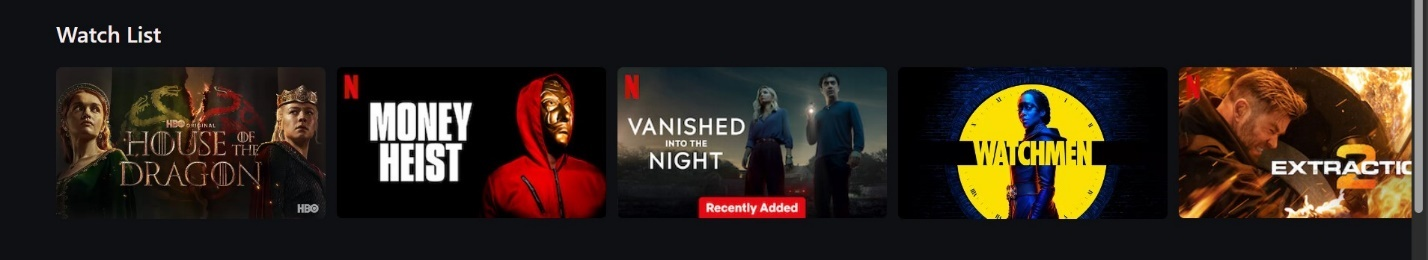 Watch List
HBO ORIGINAL
HOUSE OF THE
DRAGON
HBO
N
MONEY
HEIST
N
VANISHED
INTO THE
NIGHT
Recently Added
WATCHMEN
N
EXTRACTIO
2